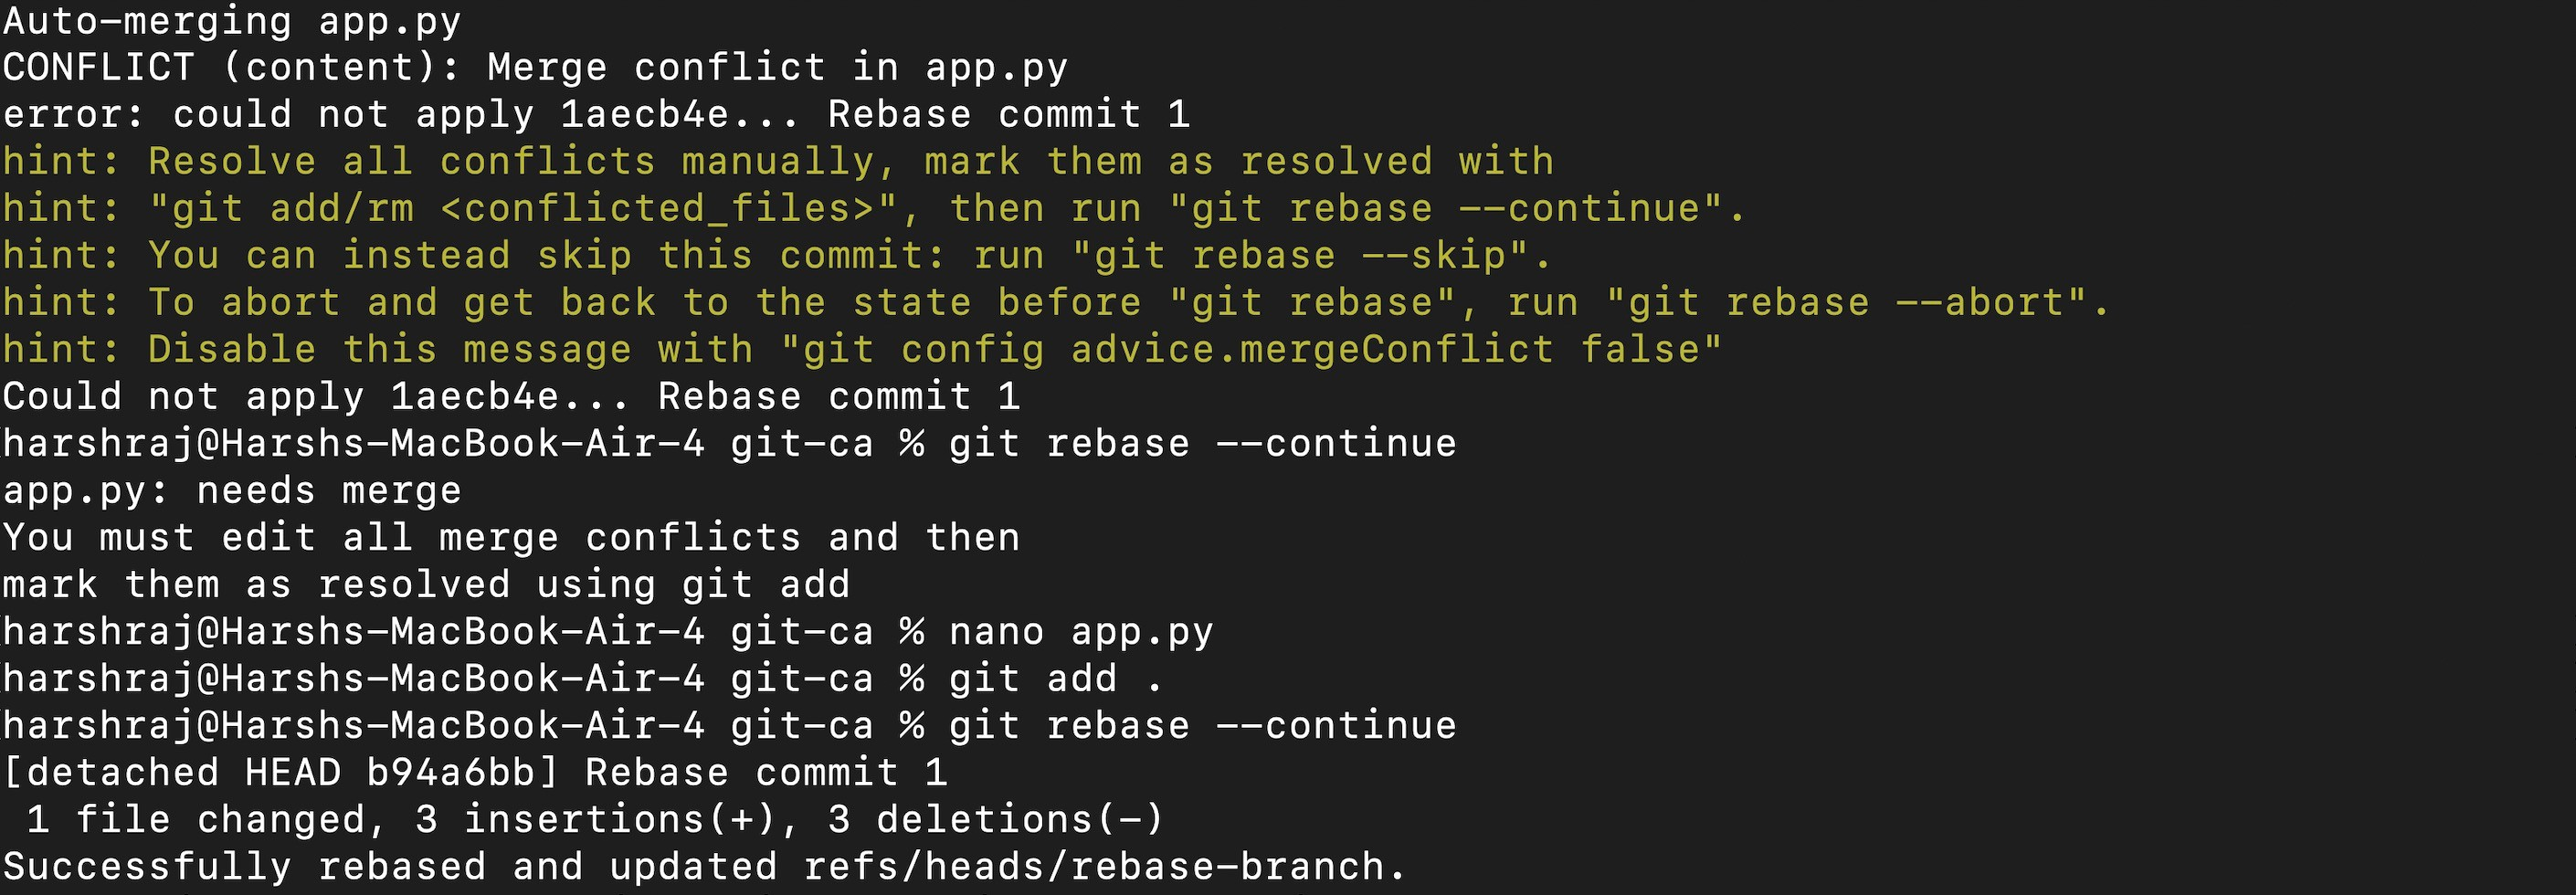 Auto-merging app.py
CONFLICT (content): Merge conflict in app.py
error: could not apply 1aecb4e... Rebase commit 1
hint: Resolve all conflicts manually, mark them as resolved with
hint: "git add/rm <conflicted_files>", then run "git rebase --continue".
hint: You can instead skip this commit: run "git rebase --skip".
hint: To abort and get back to the state before "git rebase", run "git rebase --abort".
hint: Disable this message with "git config advice.mergeConflict false"
Could not apply 1aecb4e... Rebase commit 1
harshraj@Harshs-MacBook-Air-4 git-ca % git rebase --continue
app.py: needs merge
You must edit all merge conflicts and then
mark them as resolved using git add
harshraj@Harshs-MacBook-Air-4 git-ca % nano app.py
harshraj@Harshs-MacBook-Air-4 git-ca % git add .
harshraj@Harshs-MacBook-Air-4 git-ca % git rebase --continue
[detached HEAD b94a6bb] Rebase commit 1
 1 file changed, 3 insertions(+), 3 deletions(-)
Successfully rebased and updated refs/heads/rebase-branch.